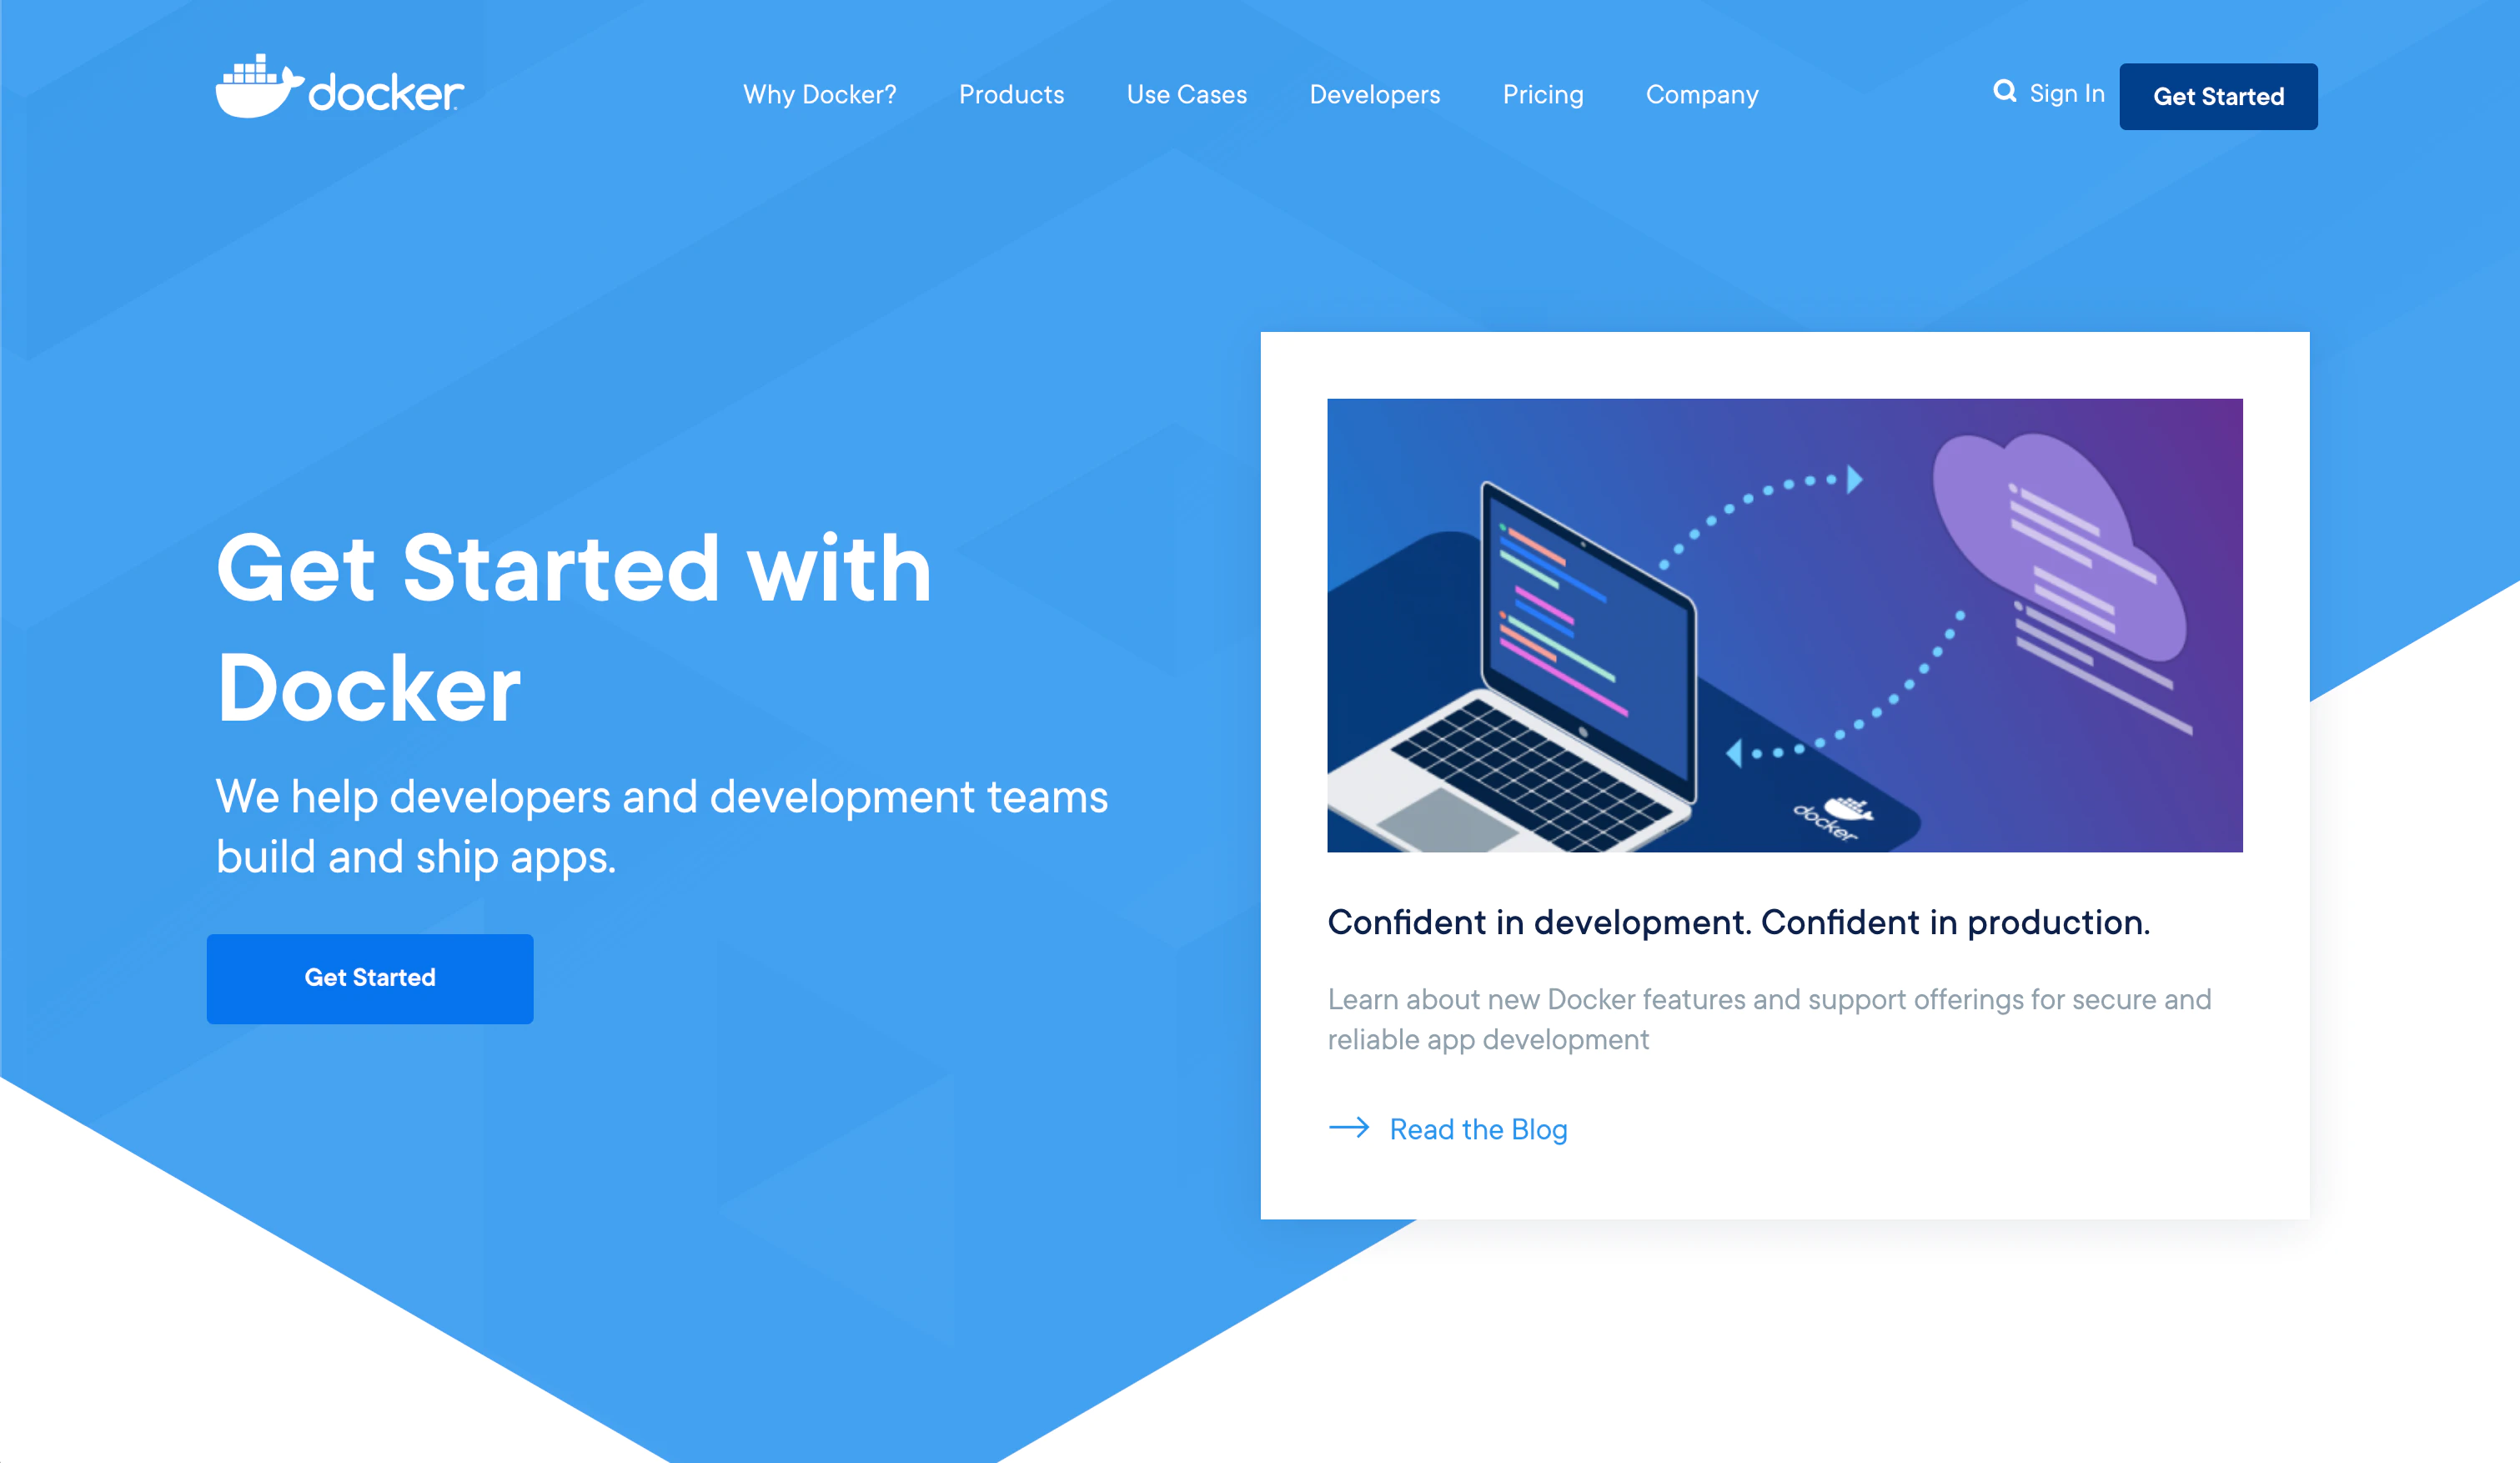 docker
Why Docker?
Products
Use Cases
Developers
Pricing
Company
Sign In
Get Started
Get Started with
Docker
We help developers and development teams
build and ship apps.
Get Started
docker
Confident in development. Confident in production.
Learn about new Docker features and support offerings for secure and
reliable app development
Read the Blog